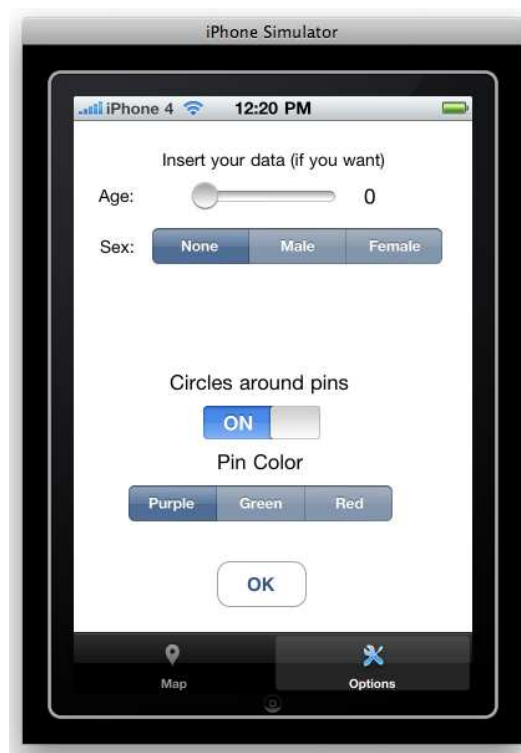 iPhone Simulator
iPhone 4 12:20 PM
Insert your data (if you want)
Age: 0
Sex: None Male Female
Circles around pins
ON
Pin Color
Purple Green Red
OK
Map Options